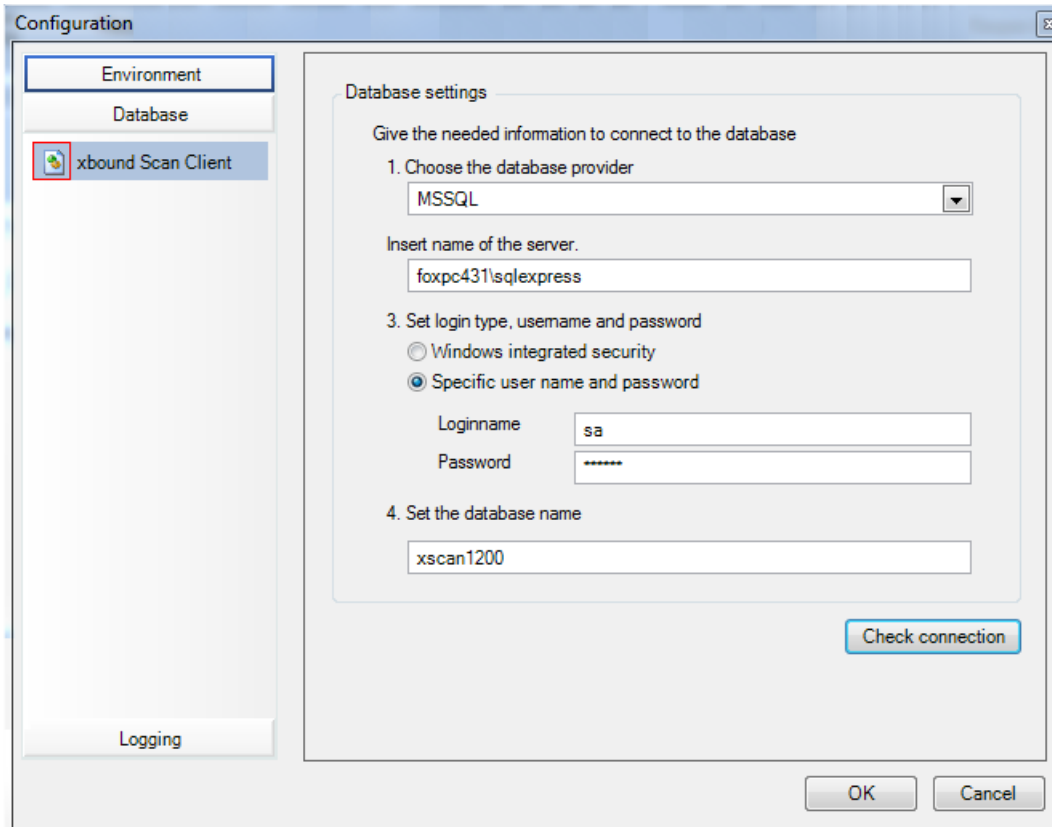 Configuration
Environment
Database
xbound Scan Client
Logging
Database settings
Give the needed information to connect to the database
1. Choose the database provider
MSSQL
Insert name of the server.
foxpc431\sqlexpress
3. Set login type, username and password
Windows integrated security
Specific user name and password
Loginname
sa
Password
******
4. Set the database name
xscan1200
Check connection
OK
Cancel